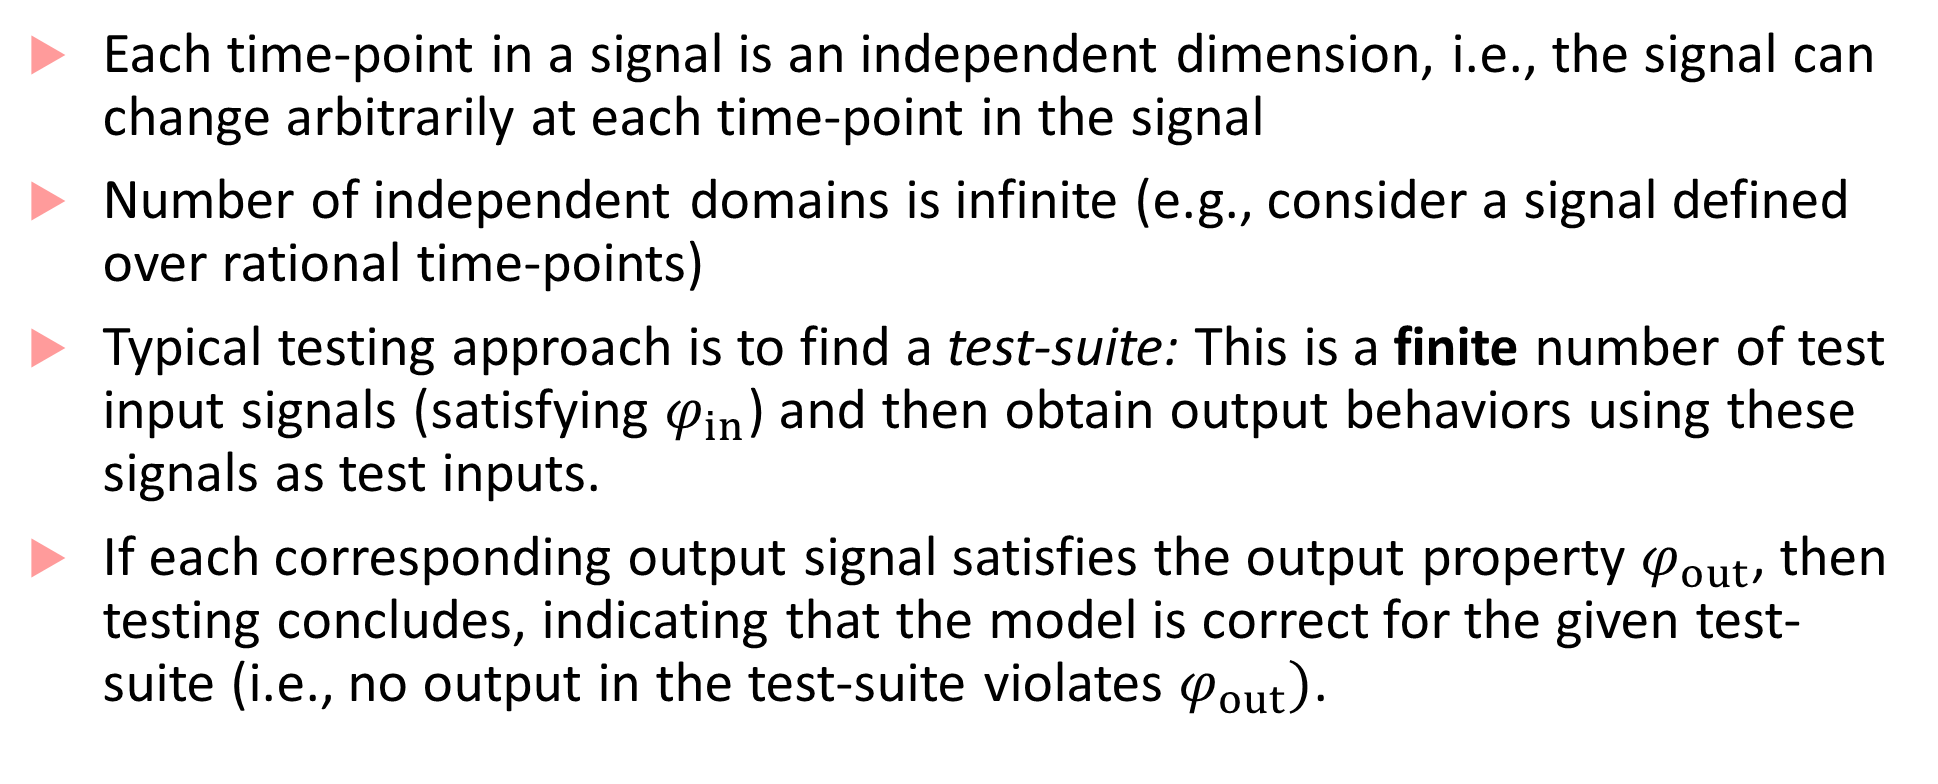 Each time-point in a signal is an independent dimension, i.e., the signal can
change arbitrarily at each time-point in the signal
Number of independent domains is infinite (e.g., consider a signal defined
over rational time-points)
Typical testing approach is to find a test-suite: This is a finite number of test
input signals (satisfying φ_in) and then obtain output behaviors using these
signals as test inputs.
If each corresponding output signal satisfies the output property φ_out, then
testing concludes, indicating that the model is correct for the given test-
suite (i.e., no output in the test-suite violates φ_out).